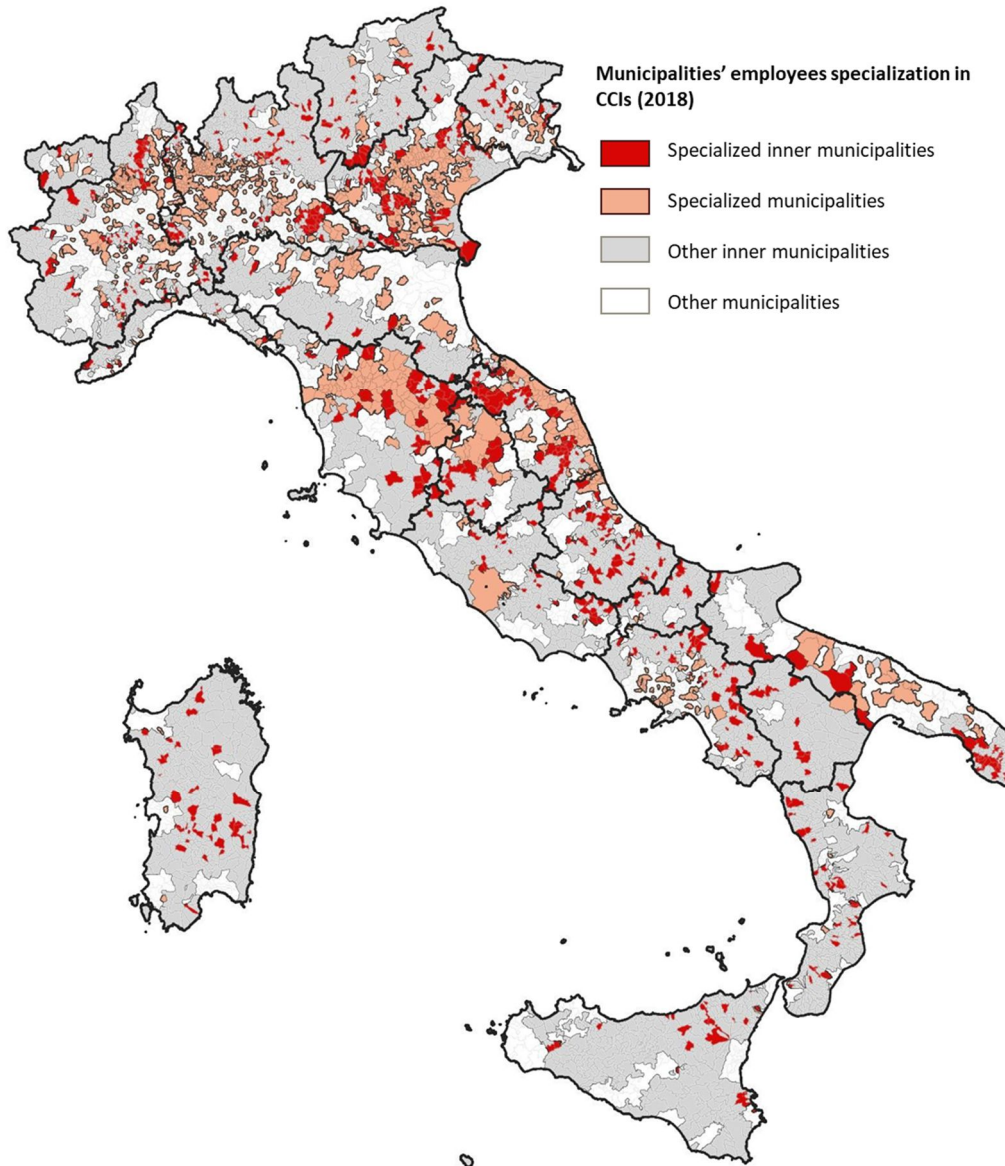 Municipalities’ employees specialization in
CCIs (2018)
Specialized inner municipalities
Specialized municipalities
Other inner municipalities
Other municipalities